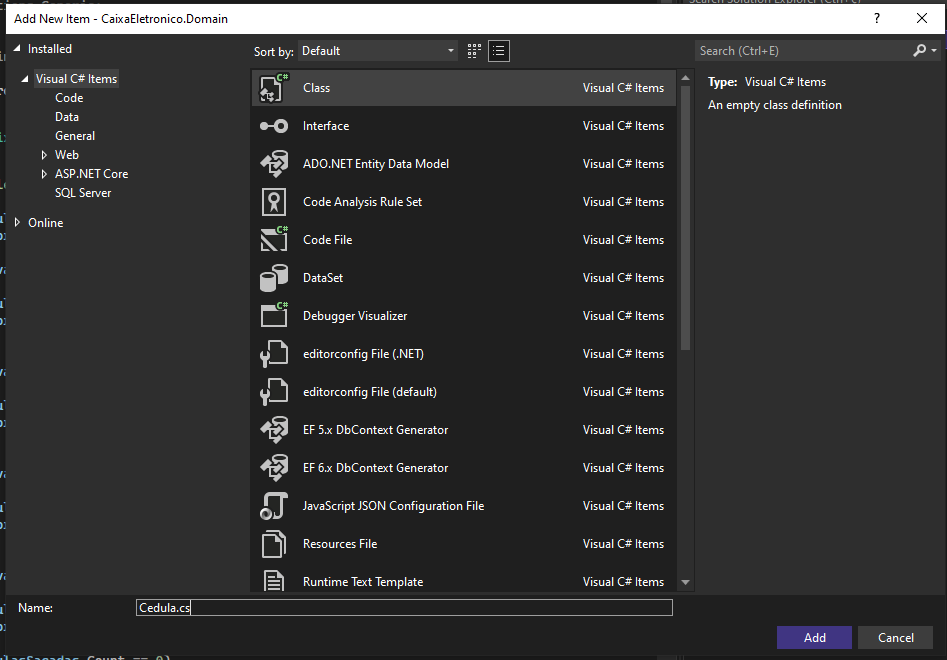 Search Solution Explorer (Ctrl+ç)
Add New Item - CaixaEletronico.Domain
?
Installed
Visual C# Items
Code
Data
General
Web
ASP.NET Core
SQL Server
Online
Sort by: Default
Search (Ctrl+E)
C# Class Visual C# Items
Interface Visual C# Items
ADO.NET Entity Data Model Visual C# Items
Code Analysis Rule Set Visual C# Items
C# Code File Visual C# Items
DataSet Visual C# Items
C# Debugger Visualizer Visual C# Items
editorconfig File (.NET) Visual C# Items
editorconfig File (default) Visual C# Items
EF 5.x DbContext Generator Visual C# Items
EF 6.x DbContext Generator Visual C# Items
JavaScript JSON Configuration File Visual C# Items
Resources File Visual C# Items
Runtime Text Template Visual C# Items
Type: Visual C# Items
An empty class definition
Name: Cedula.cs
Add Cancel